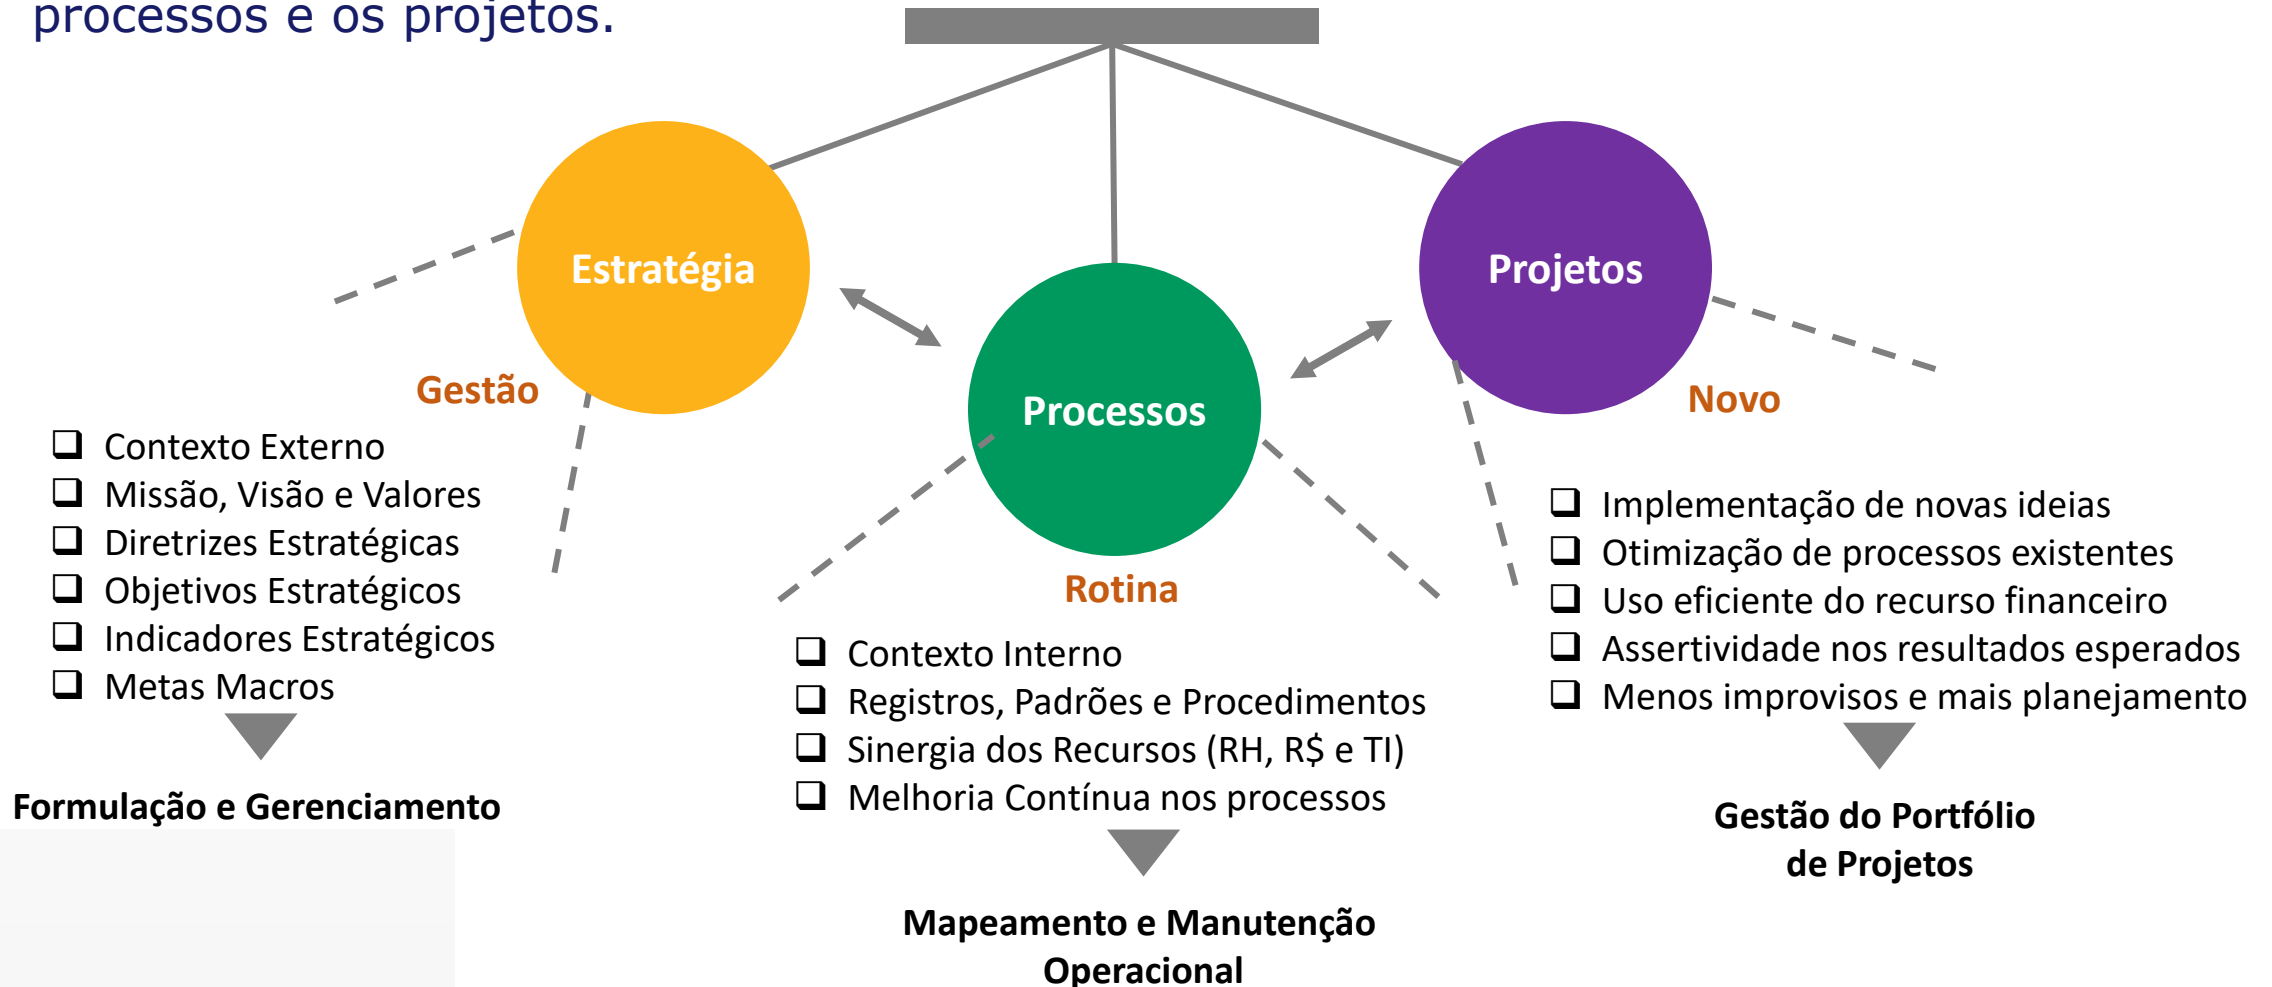 processos e os projetos.
Estratégia
Projetos
Processos
Gestão
Contexto Externo
Missão, Visão e Valores
Diretrizes Estratégicas
Objetivos Estratégicos
Indicadores Estratégicos
Metas Macros
Formulação e Gerenciamento
Rotina
Contexto Interno
Registros, Padrões e Procedimentos
Sinergia dos Recursos (RH, R$ e TI)
Melhoria Contínua nos processos
Mapeamento e Manutenção
Operacional
Novo
Implementação de novas ideias
Otimização de processos existentes
Uso eficiente do recurso financeiro
Assertividade nos resultados esperados
Menos improvisos e mais planejamento
Gestão do Portfólio
de Projetos